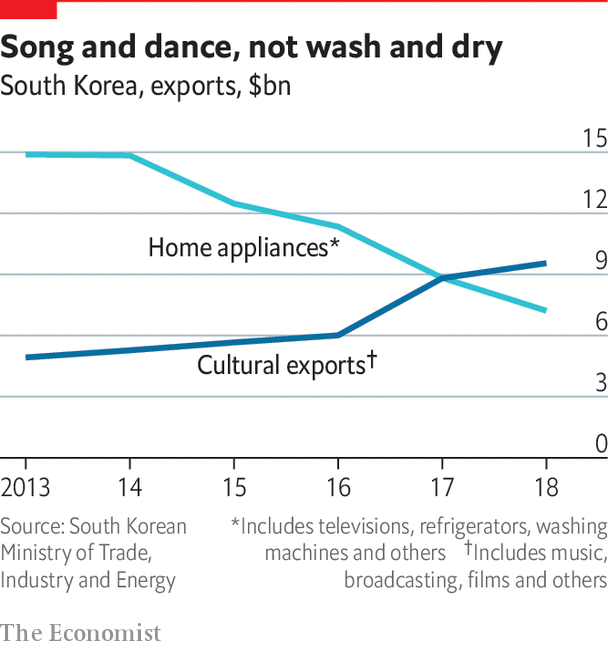 Song and dance, not wash and dry
South Korea, exports, $bn
15
12
Home appliances*
9
6
Cultural exports†
3
0
2013 14 15 16 17 18
Source: South Korean
Ministry of Trade,
Industry and Energy
*Includes televisions, refrigerators, washing
machines and others †Includes music,
broadcasting, films and others
The Economist